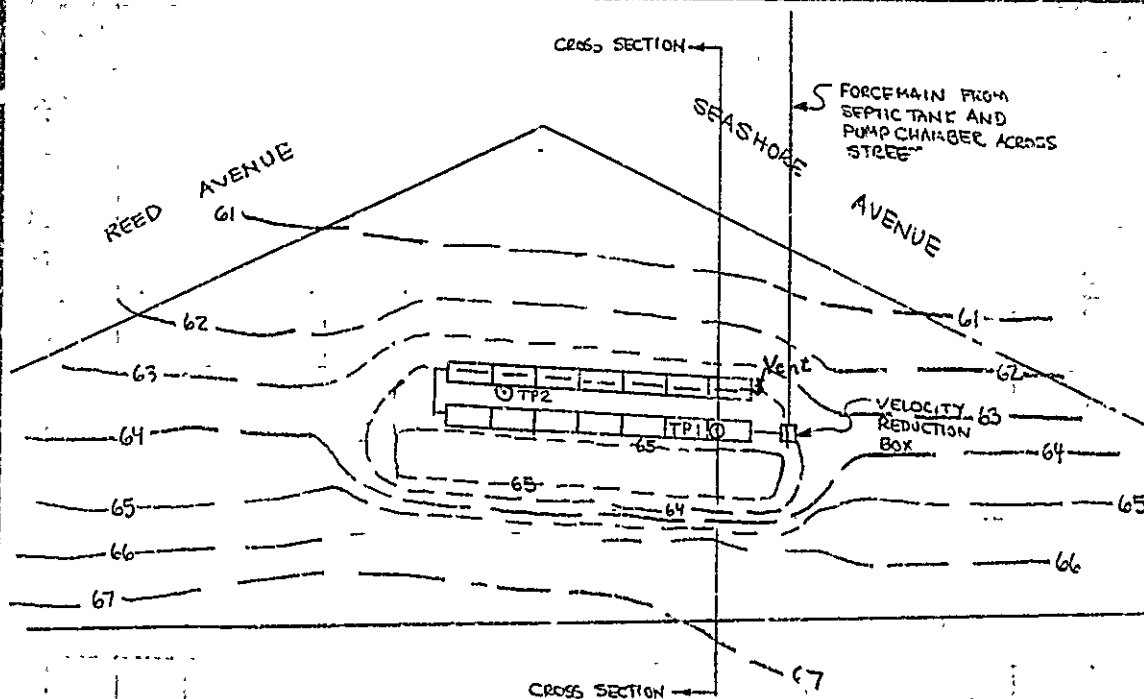 CROSS SECTION
FORCEMAIN FROM
SEPTIC TANK AND
PUMP CHAMBER ACROSS
STREET
SEASHORE
AVENUE
REED AVENUE
61
62
61
63
Vent
62
TP2
VELOCITY
REDUCTION
BOX
63
64
TP1
65
64
65
65
64
65
66
66
67
67
CROSS SECTION